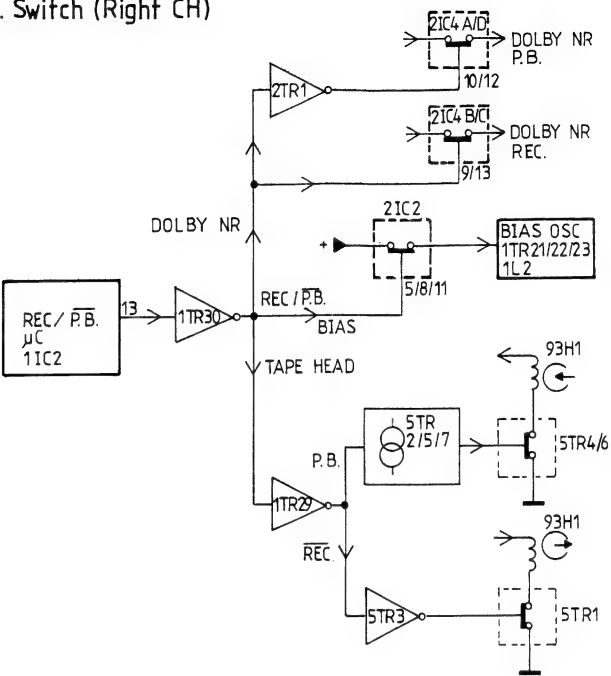 . Switch (Right CH)
2IC4 A/D
DOLBY NR
P.B.
10/12
2TR1
2IC4 B/C
DOLBY NR
REC.
9/13
DOLBY NR
2IC2
+
5/8/11
BIAS OSC
1TR21/22/23
1L2
REC/P̅.̅B̅.̅
µC
1IC2
13
1TR30
REC/P̅.̅B̅.̅
BIAS
TAPE HEAD
93H1
5TR
2/5/7
5TR4/6
P.B.
1TR29
R̅E̅C̅.
93H1
5TR3
5TR1